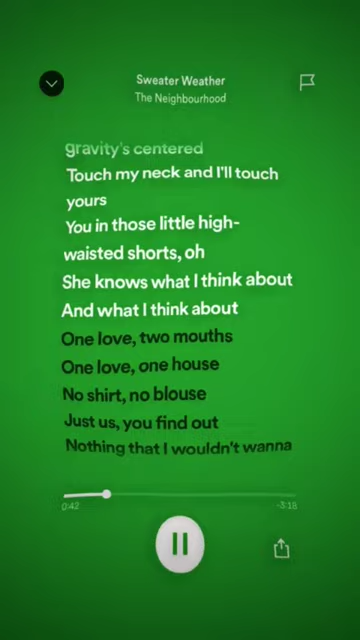 Sweater Weather
The Neighbourhood
gravity's centered
Touch my neck and I'll touch
yours
You in those little high-
waisted shorts, oh
She knows what I think about
And what I think about
One love, two mouths
One love, one house
No shirt, no blouse
Just us, you find out
Nothing that I wouldn't wanna
0:42
-3:18